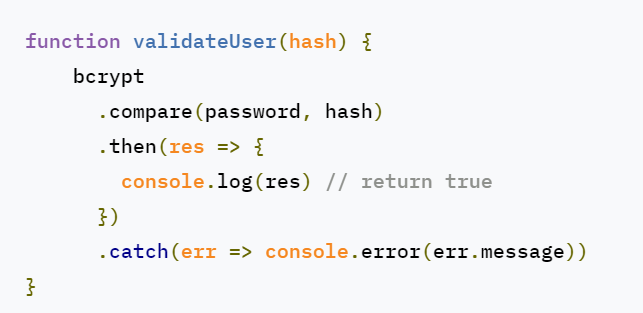 function validateUser(hash) {
    bcrypt
      .compare(password, hash)
      .then(res => {
        console.log(res) // return true
      })
      .catch(err => console.error(err.message))
}